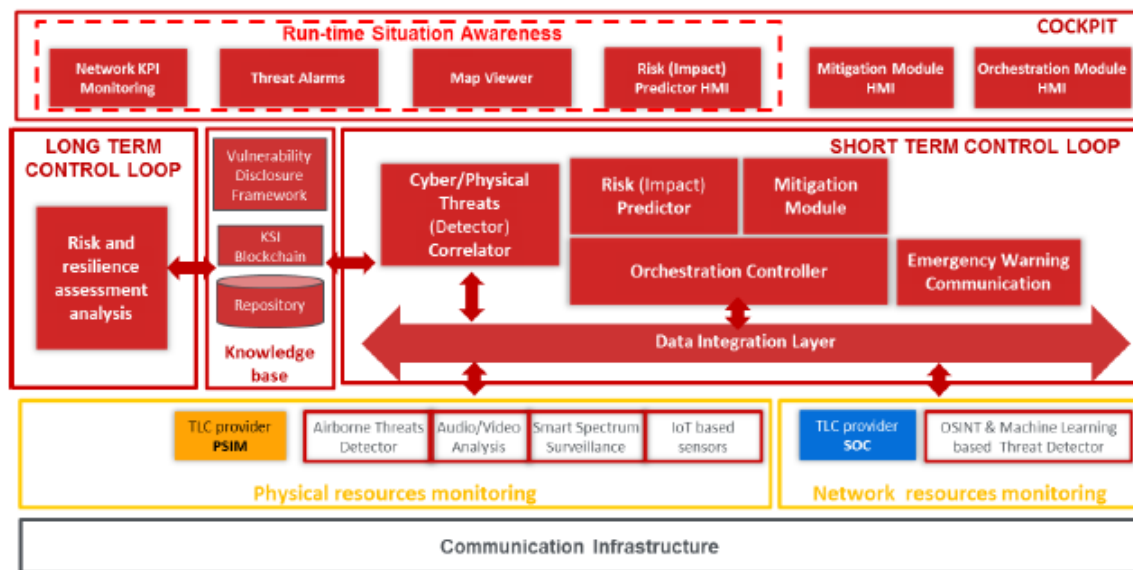 Run-time Situation Awareness
COCKPIT
Network KPI
Monitoring
Threat Alarms
Map Viewer
Risk (Impact)
Predictor HMI
Mitigation Module
HMI
Orchestration Module
HMI
LONG TERM
CONTROL LOOP
Risk and
resilience
assessment
analysis
Vulnerability
Disclosure
Framework
KSI
Blockchain
Repository
Knowledge
base
SHORT TERM CONTROL LOOP
Cyber/Physical
Threats
(Detector)
Correlator
Risk (Impact)
Predictor
Mitigation
Module
Orchestration Controller
Emergency Warning
Communication
Data Integration Layer
TLC provider
PSIM
Airborne Threats
Detector
Audio/Video
Analysis
Smart Spectrum
Surveillance
IoT based
sensors
Physical resources monitoring
TLC provider
SOC
OSINT & Machine Learning
based Threat Detector
Network resources monitoring
Communication Infrastructure